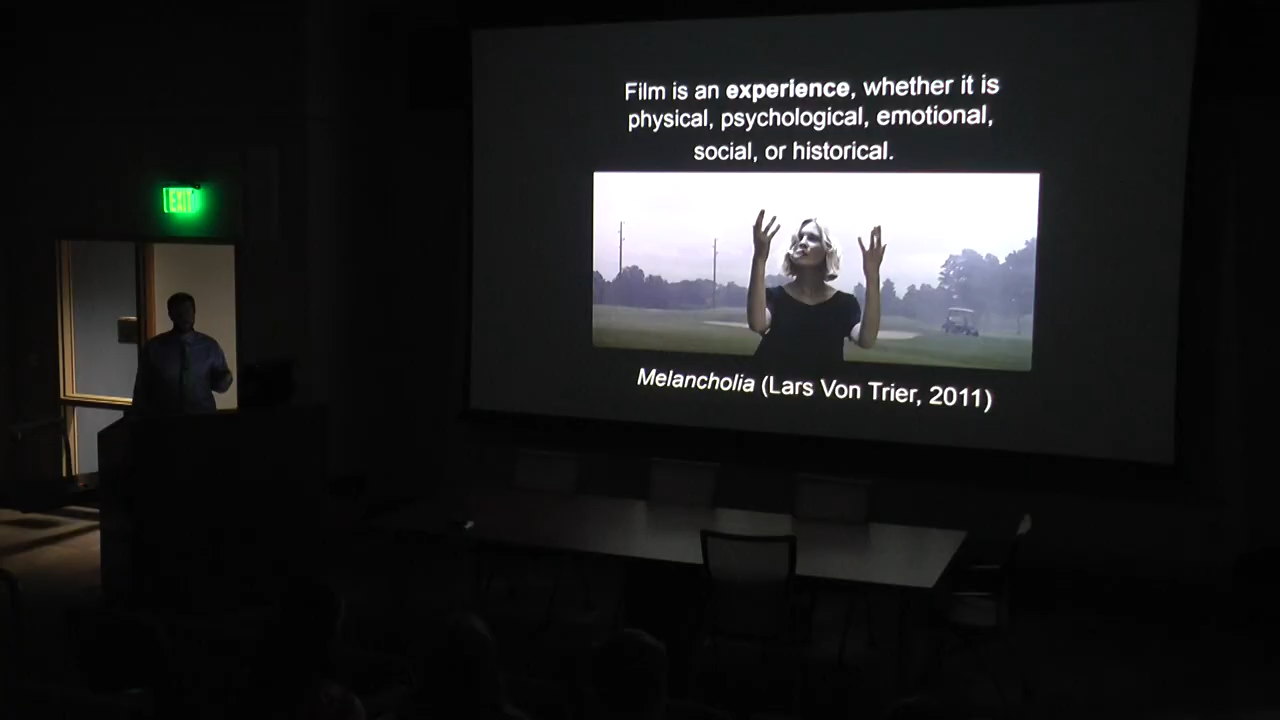 EXIT
Film is an experience, whether it is
physical, psychological, emotional,
social, or historical.
Melancholia (Lars Von Trier, 2011)